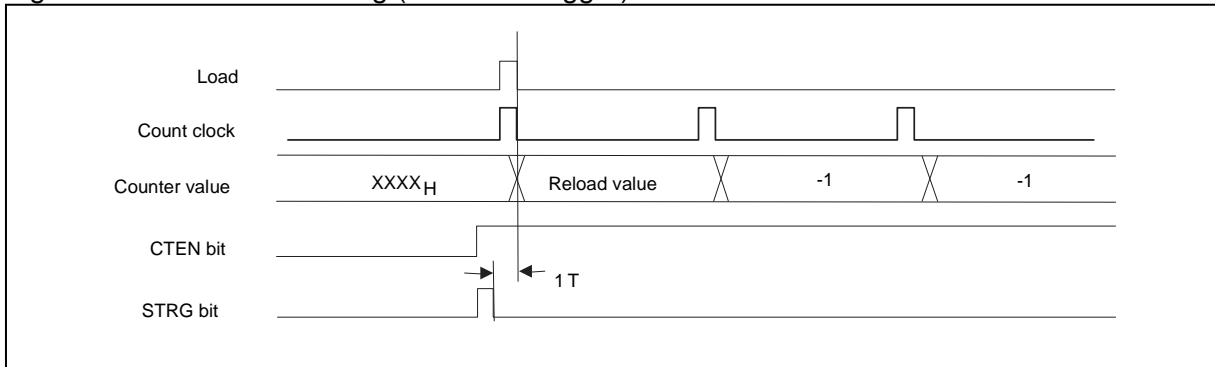 Load
Count clock
Counter value XXXXH Reload value -1 -1
CTEN bit
1 T
STRG bit